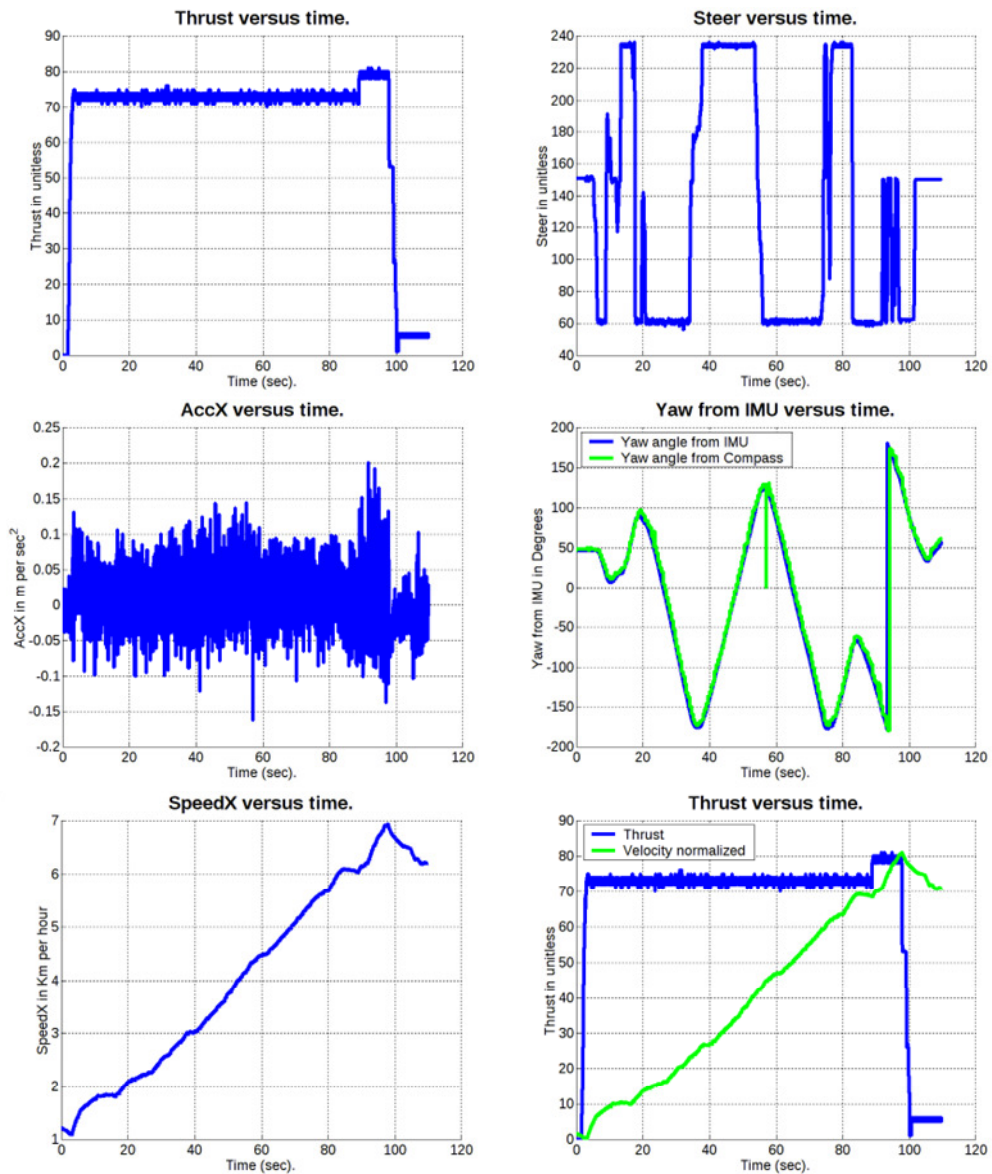 Thrust versus time.
90
80
70
60
50
40
30
20
10
0
Thrust in unitless
0 20 40 60 80 100 120
Time (sec).
Steer versus time.
240
220
200
180
160
140
120
100
80
60
40
Steer in unitless
0 20 40 60 80 100 120
Time (sec).
AccX versus time.
0.25
0.2
0.15
0.1
0.05
0
-0.05
-0.1
-0.15
-0.2
AccX in m per sec²
0 20 40 60 80 100 120
Time (sec).
Yaw from IMU versus time.
Yaw angle from IMU
Yaw angle from Compass
200
150
100
50
0
-50
-100
-150
-200
Yaw from IMU in Degrees
0 20 40 60 80 100 120
Time (sec).
SpeedX versus time.
7
6
5
4
3
2
1
SpeedX in Km per hour
0 20 40 60 80 100 120
Time (sec).
Thrust versus time.
Thrust
Velocity normalized
90
80
70
60
50
40
30
20
10
0
Thrust in unitless
0 20 40 60 80 100 120
Time (sec).